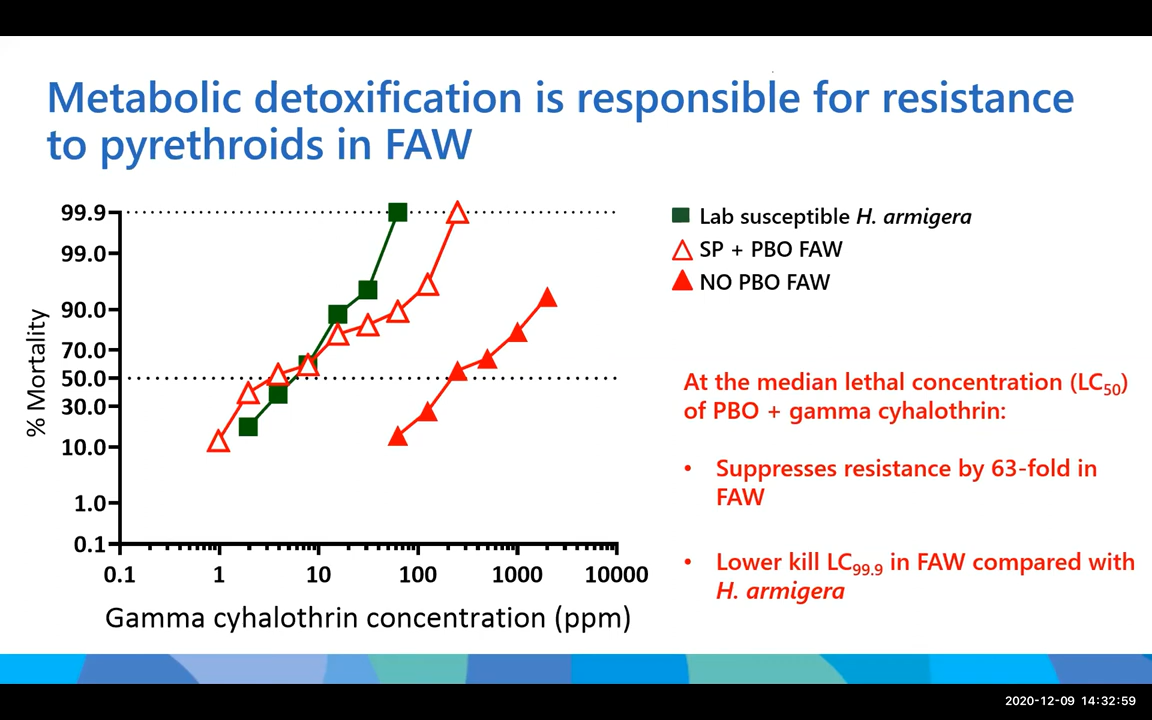 Metabolic detoxification is responsible for resistance
to pyrethroids in FAW
99.9
99.0
90.0
70.0
50.0
30.0
10.0
1.0
0.1
% Mortality
0.1 1 10 100 1000 10000
Gamma cyhalothrin concentration (ppm)
Lab susceptible H. armigera
SP + PBO FAW
NO PBO FAW
At the median lethal concentration (LC50)
of PBO + gamma cyhalothrin:
• Suppresses resistance by 63-fold in
FAW
• Lower kill LC99.9 in FAW compared with
H. armigera
2020-12-09 14:32:59